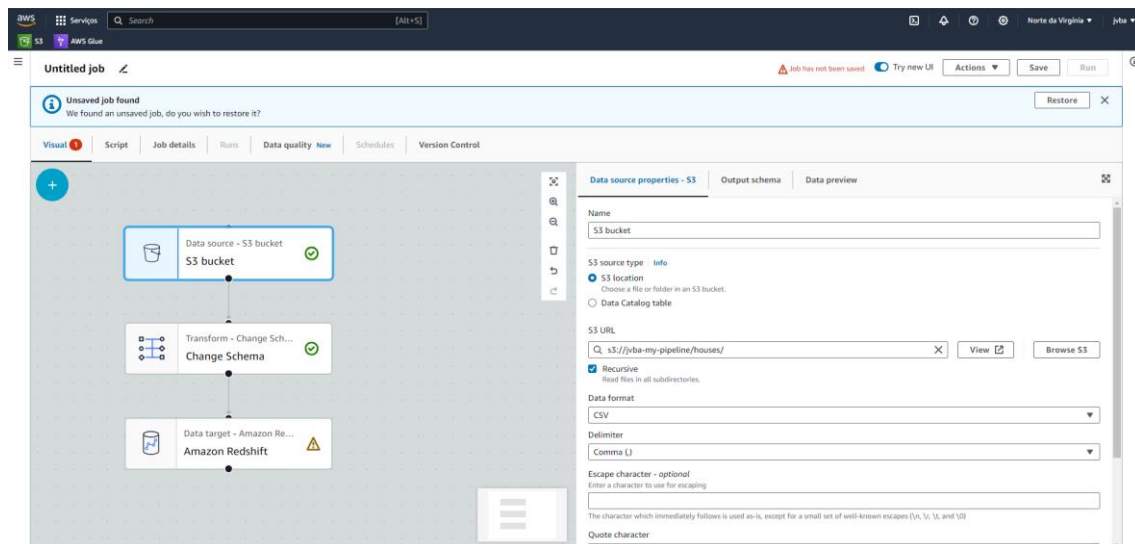 aws
Serviços
Search
[Alt+S]
Norte da Virgínia
jvba
S3
AWS Glue
Untitled job
Job has not been saved
Try new UI
Actions
Save
Run
Unsaved job found
We found an unsaved job, do you wish to restore it?
Restore
Visual 1
Script
Job details
Runs
Data quality New
Schedules
Version Control
Data source - S3 bucket
S3 bucket
Transform - Change Sch...
Change Schema
Data target - Amazon Re...
Amazon Redshift
Data source properties - S3
Output schema
Data preview
Name
S3 bucket
S3 source type Info
S3 location
Choose a file or folder in an S3 bucket.
Data Catalog table
S3 URL
s3://jvba-my-pipeline/houses/
View
Browse S3
Recursive
Read files in all subdirectories.
Data format
CSV
Delimiter
Comma (,)
Escape character - optional
Enter a character to use for escaping
The character which immediately follows is used as-is, except for a small set of well-known escapes (\n, \r, \t, and \0)
Quote character